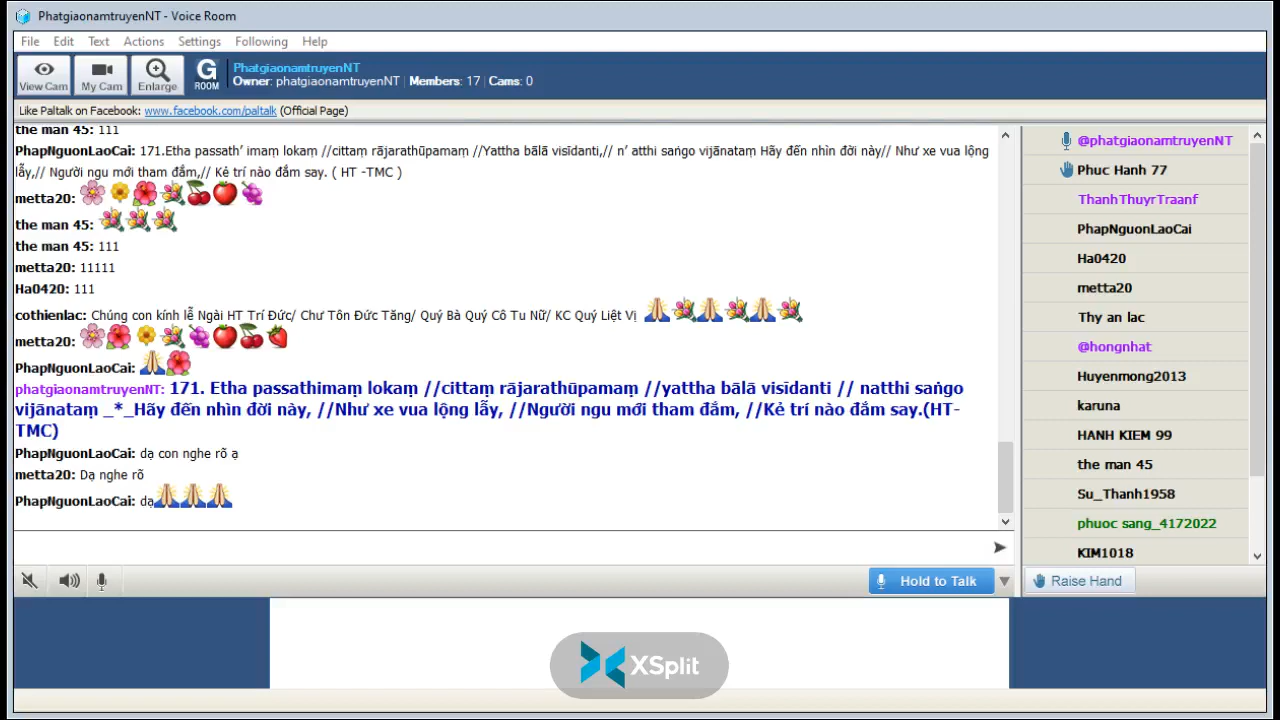 PhatgiaonamtruyenNT - Voice Room
File Edit Text Actions Settings Following Help
View Cam My Cam Enlarge G ROOM PhatgiaonamtruyenNT
Owner: phatgiaonamtruyenNT | Members: 17 | Cams: 0
Like Paltalk on Facebook: www.facebook.com/paltalk (Official Page)
the man 45: 111
PhapNguonLaoCai: 171.Etha passath’ imaṃ lokaṃ //cittaṃ rājarathūpamaṃ //Yattha bālā visīdanti,// n’ atthi saṅgo vijānataṃ Hãy đến nhìn đời này// Như xe vua lộng
lẫy,// Người ngu mới tham đắm,// Kẻ trí nào đắm say. ( HT -TMC )
metta20:
the man 45:
the man 45: 111
metta20: 11111
Ha0420: 111
cothienlac: Chúng con kính lễ Ngài HT Trí Đức/ Chư Tôn Đức Tăng/ Quý Bà Quý Cô Tu Nữ/ KC Quý Liệt Vị
metta20:
PhapNguonLaoCai:
phatgiaonamtruyenNT: 171. Etha passathimaṃ lokaṃ //cittaṃ rājarathūpamaṃ //yattha bālā visīdanti // natthi saṅgo
vijānataṃ _*_Hãy đến nhìn đời này, //Như xe vua lộng lẫy, //Người ngu mới tham đắm, //Kẻ trí nào đắm say.(HT-
TMC)
PhapNguonLaoCai: dạ con nghe rõ ạ
metta20: Dạ nghe rõ
PhapNguonLaoCai: dạ
Hold to Talk
@phatgiaonamtruyenNT
Phuc Hanh 77
ThanhThuyrTraanf
PhapNguonLaoCai
Ha0420
metta20
Thy an lac
@hongnhat
Huyenmong2013
karuna
HANH KIEM 99
the man 45
Su_Thanh1958
phuoc sang_4172022
KIM1018
Raise Hand
XSplit